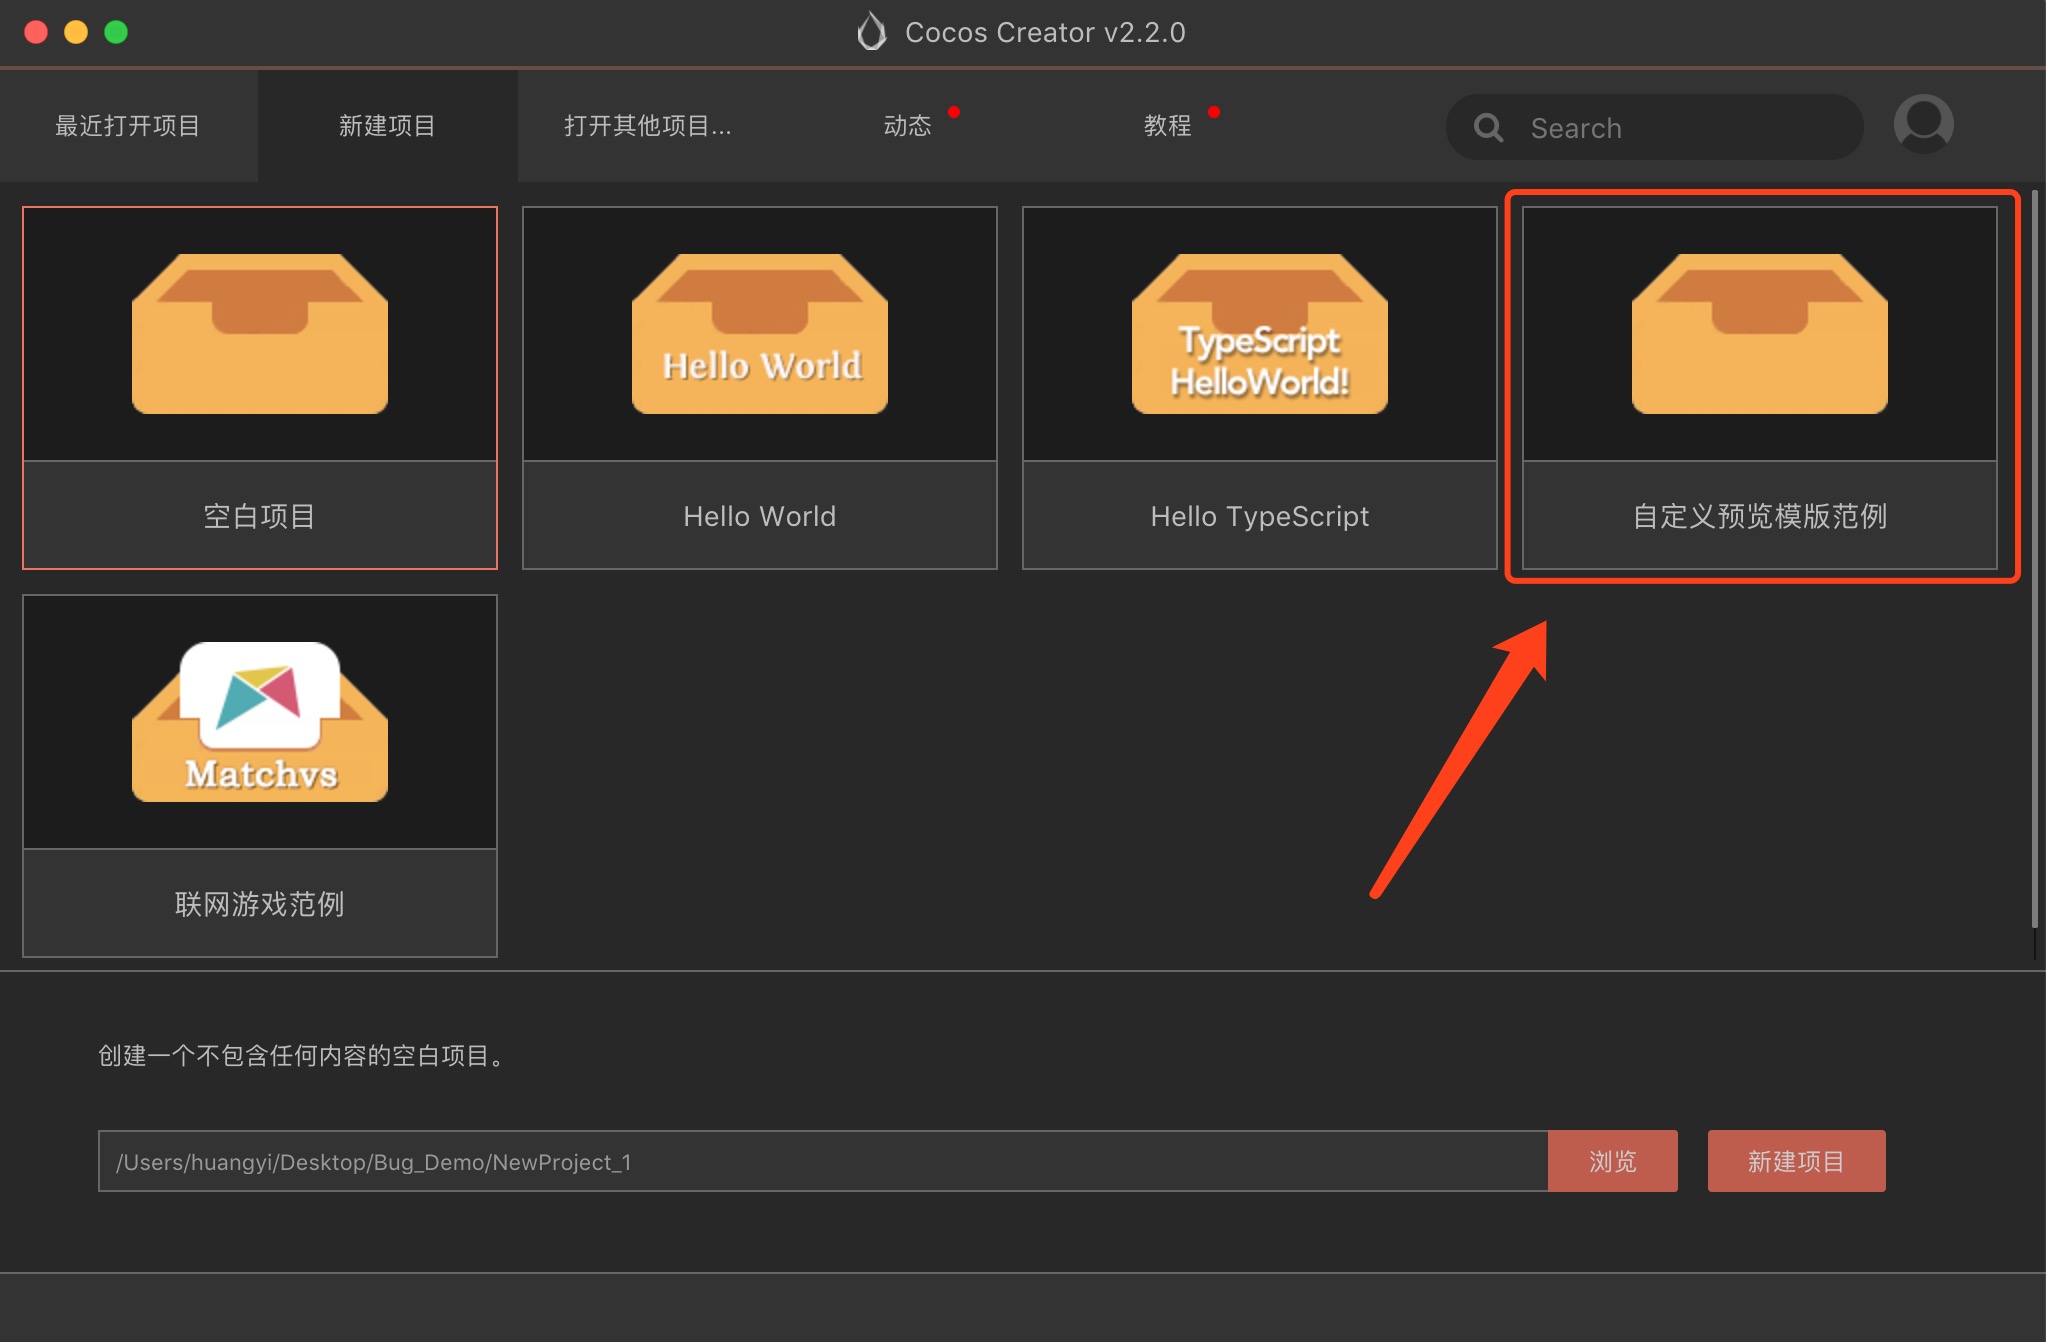 Cocos Creator v2.2.0
最近打开项目
新建项目
打开其他项目...
动态
教程
Search
Hello World
TypeScript
HelloWorld!
空白项目
Hello World
Hello TypeScript
自定义预览模版范例
Matchvs
联网游戏范例
创建一个不包含任何内容的空白项目。
/Users/huangyi/Desktop/Bug_Demo/NewProject_1
浏览
新建项目